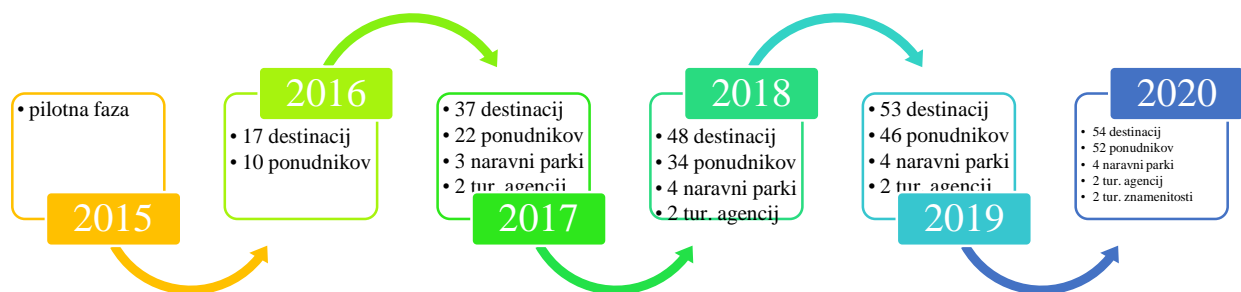 • pilotna faza
2015
2016
• 17 destinacij
• 10 ponudnikov
• 37 destinacij
• 22 ponudnikov
• 3 naravni parki
• 2 tur. agencij
2017
2018
• 48 destinacij
• 34 ponudnikov
• 4 naravni parki
• 2 tur. agencij
• 53 destinacij
• 46 ponudnikov
• 4 naravni parki
• 2 tur. agencij
2019
2020
• 54 destinacij
• 52 ponudnikov
• 4 naravni parki
• 2 tur. agencij
• 2 tur. znamenitosti